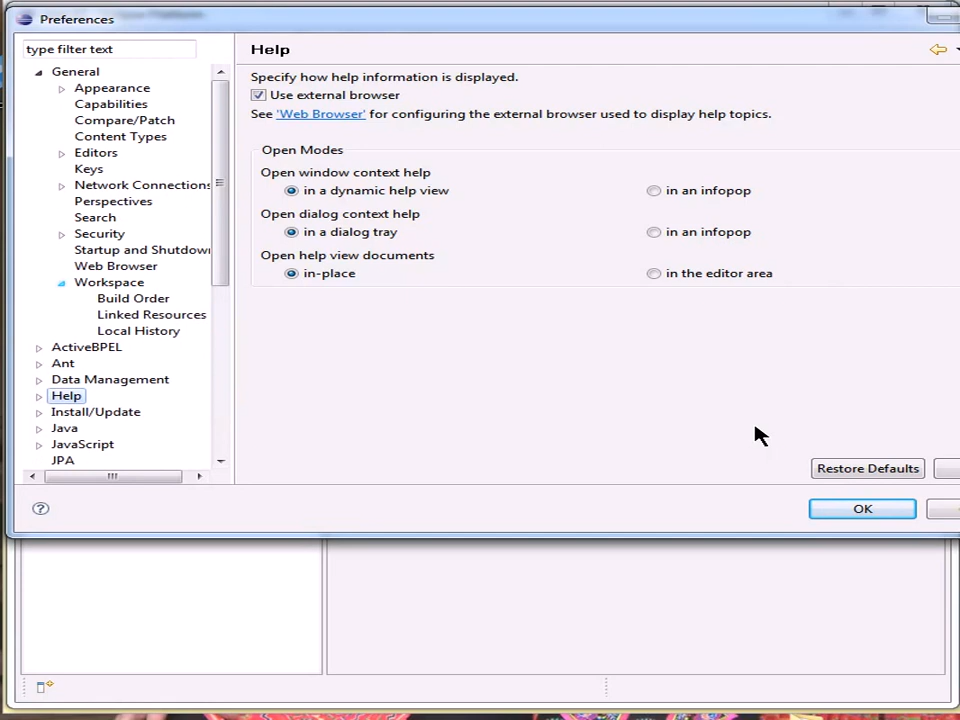 Preferences
type filter text
General
Appearance
Capabilities
Compare/Patch
Content Types
Editors
Keys
Network Connections
Perspectives
Search
Security
Startup and Shutdown
Web Browser
Workspace
Build Order
Linked Resources
Local History
ActiveBPEL
Ant
Data Management
Help
Install/Update
Java
JavaScript
JPA
Help
Specify how help information is displayed.
Use external browser
See 'Web Browser' for configuring the external browser used to display help topics.
Open Modes
Open window context help
in a dynamic help view in an infopop
Open dialog context help
in a dialog tray in an infopop
Open help view documents
in-place in the editor area
Restore Defaults
OK